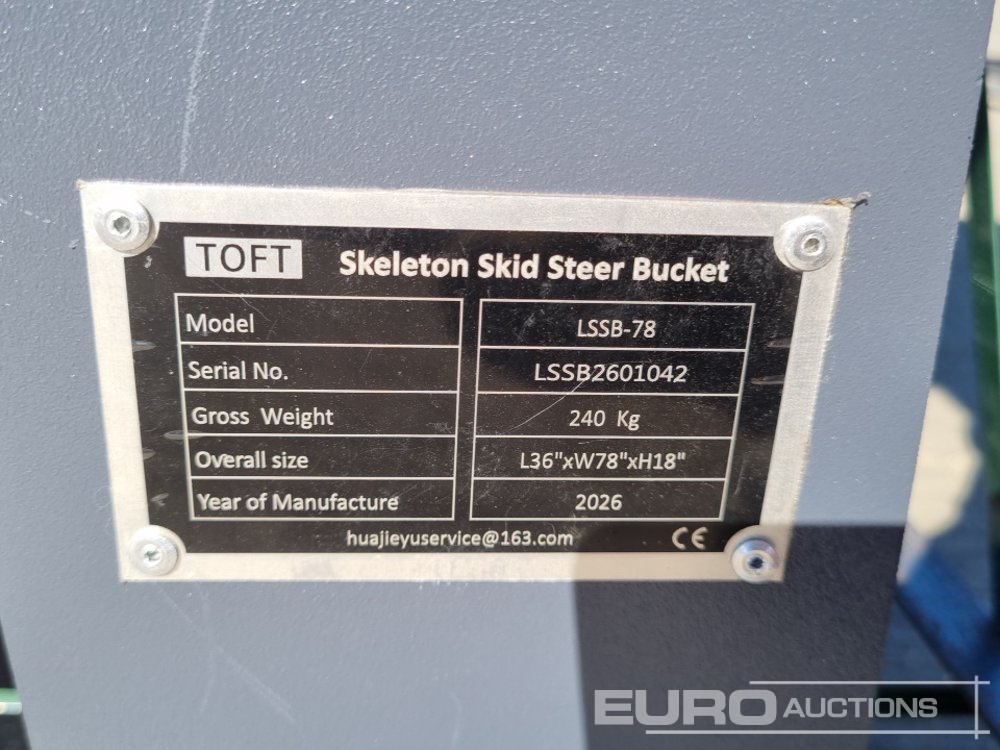 TOFT Skeleton Skid Steer Bucket
Model LSSB-78
Serial No. LSSB2601042
Gross Weight 240 Kg
Overall size L36"xW78"xH18"
Year of Manufacture 2026
huajieyuservice@163.com CE
EURO AUCTIONS